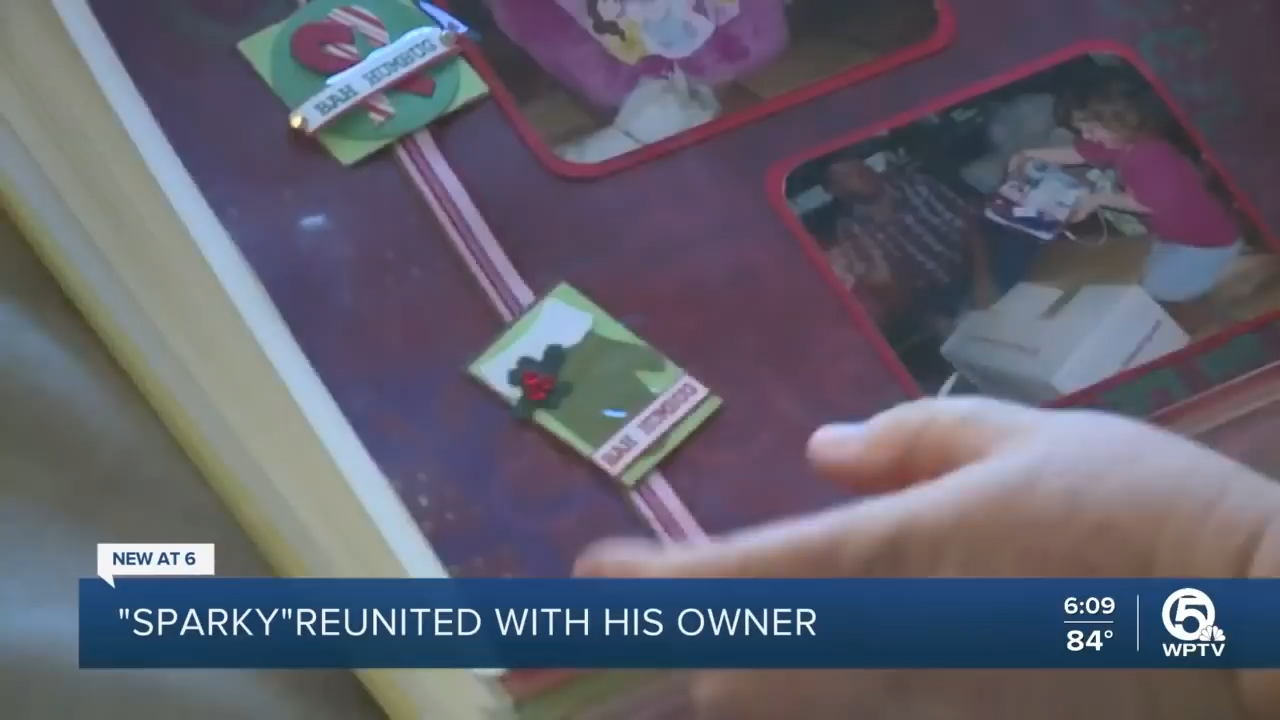 BAH HUMBUG
BAH HUMBUG
NEW AT 6
"SPARKY"REUNITED WITH HIS OWNER
6:09
84°
5
WPTV